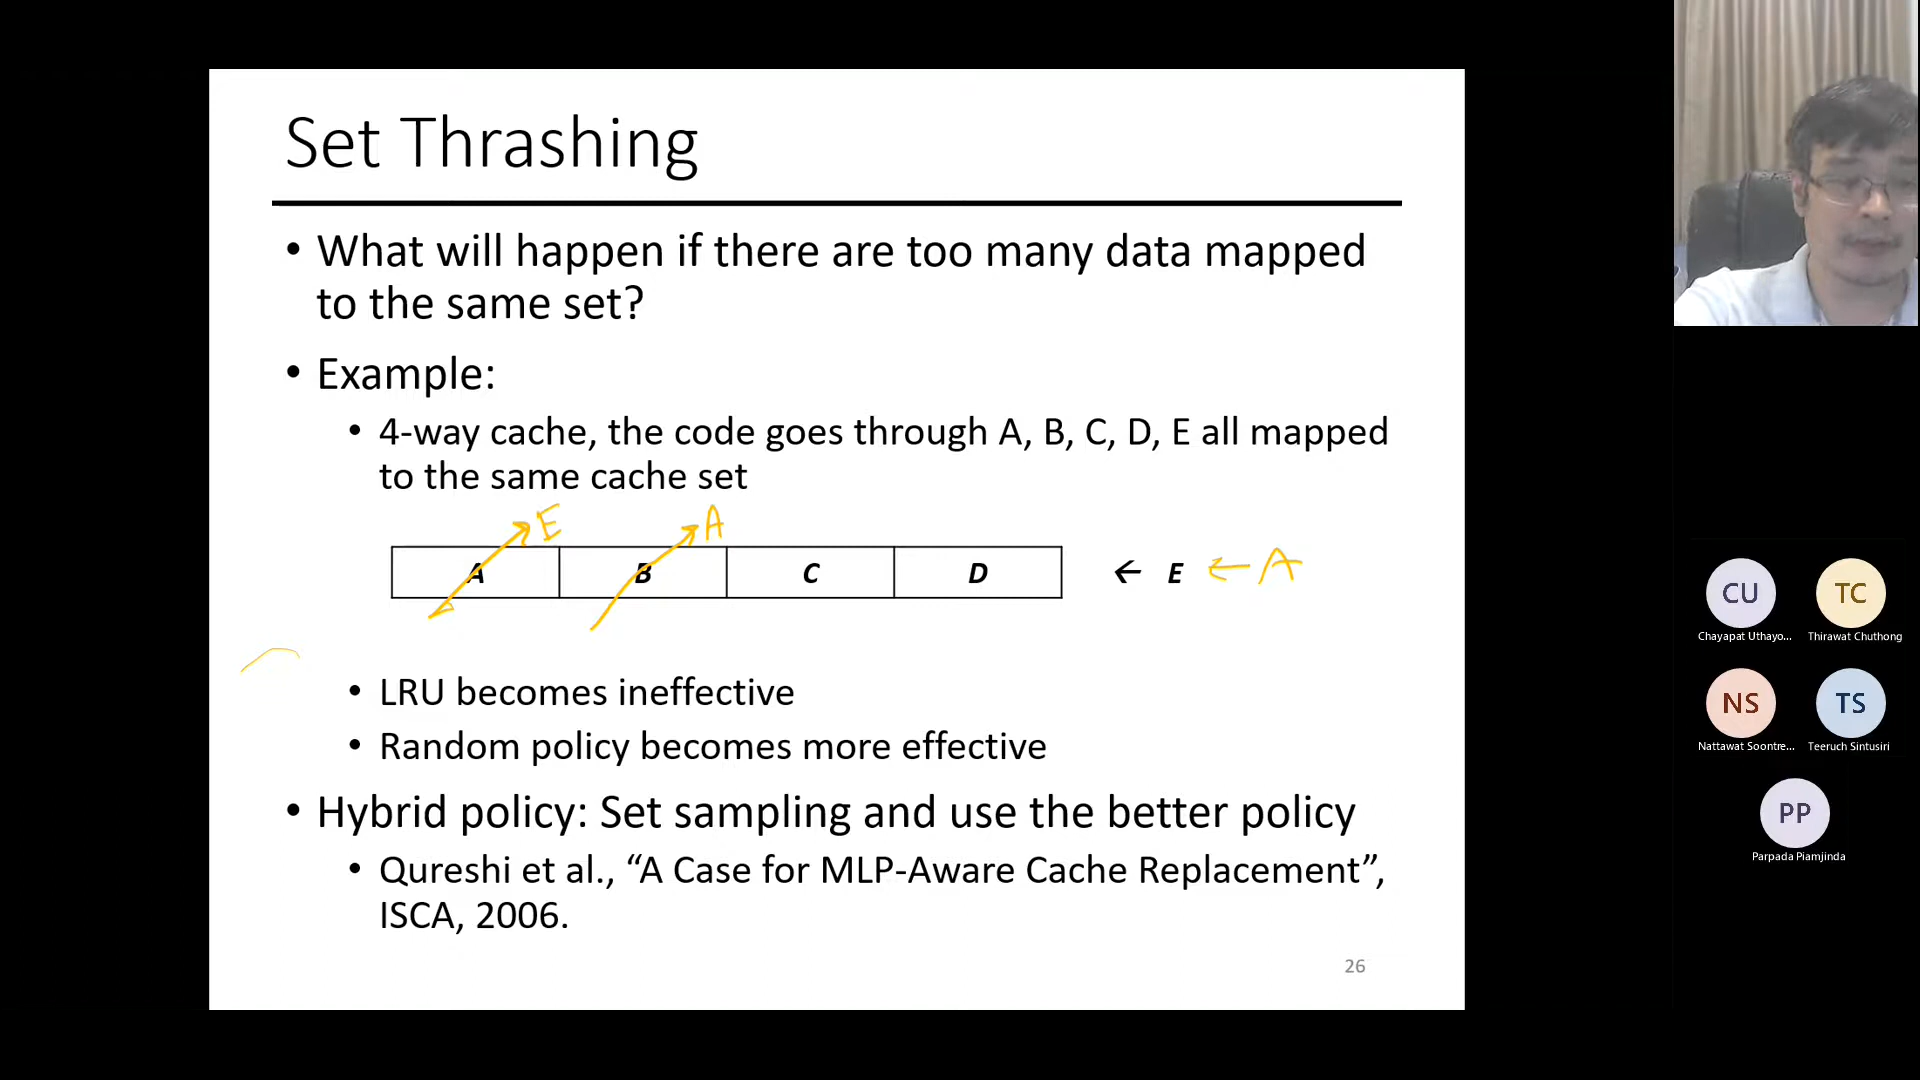 Set Thrashing
• What will happen if there are too many data mapped
to the same set?
• Example:
• 4-way cache, the code goes through A, B, C, D, E all mapped
to the same cache set
E A
A B C D ← E ← A
• LRU becomes ineffective
• Random policy becomes more effective
• Hybrid policy: Set sampling and use the better policy
• Qureshi et al., “A Case for MLP-Aware Cache Replacement”,
ISCA, 2006.
26
CU TC
Chayapat Uthayo... Thirawat Chuthong
NS TS
Nattawat Soontre... Teeruch Sintusiri
PP
Parpada Piamjinda